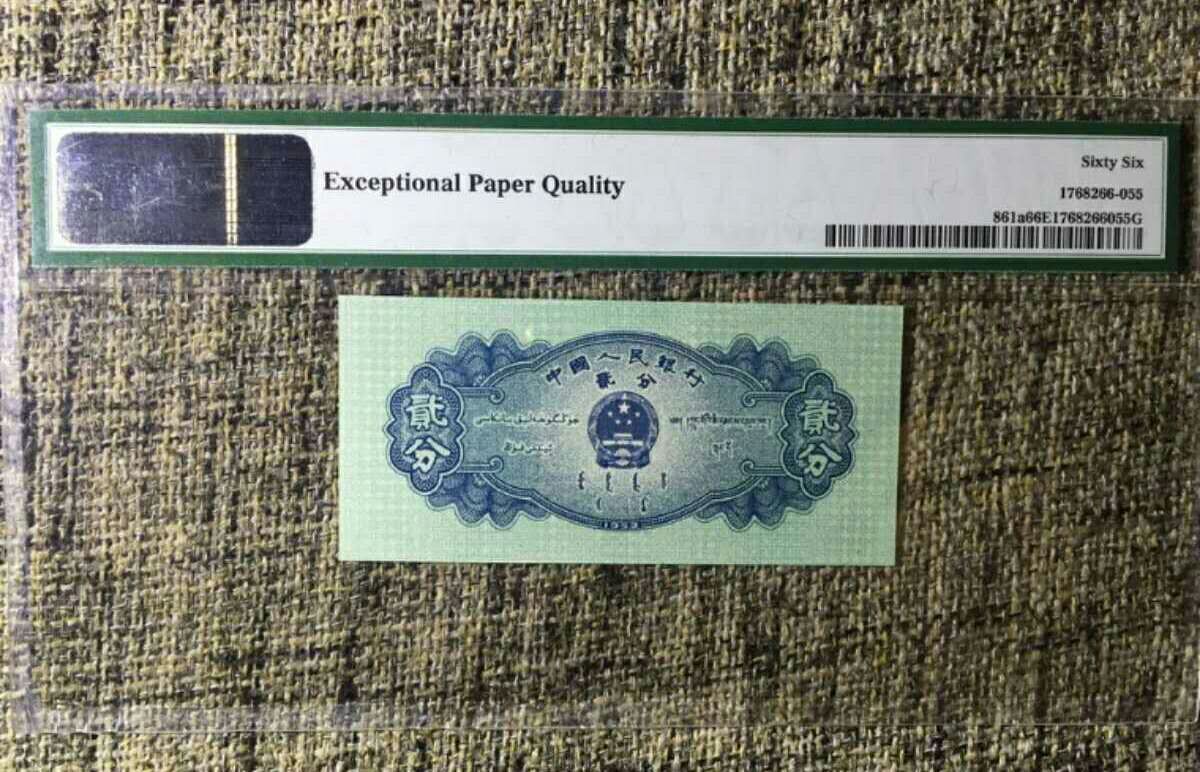 Exceptional Paper Quality
Sixty Six
1768266-055
861a66E1768266055G
中國人民銀行
貳分
貳分
貳分
1953